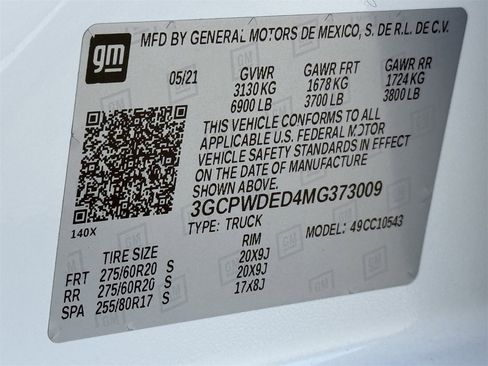 gm MFD BY GENERAL MOTORS DE MEXICO, S. DE R.L. DE C.V.
05/21 GVWR GAWR FRT GAWR RR
3130 KG 1678 KG 1724 KG
6900 LB 3700 LB 3800 LB
THIS VEHICLE CONFORMS TO ALL
APPLICABLE U.S. FEDERAL MOTOR
VEHICLE SAFETY STANDARDS IN EFFECT
ON THE DATE OF MANUFACTURE
SHOWN ABOVE.
3GCPWDED4MG373009
140X TYPE: TRUCK MODEL: 49CC10543
TIRE SIZE RIM
FRT 275/60R20 S 20X9J
RR 275/60R20 S 20X9J
SPA 255/80R17 S 17X8J